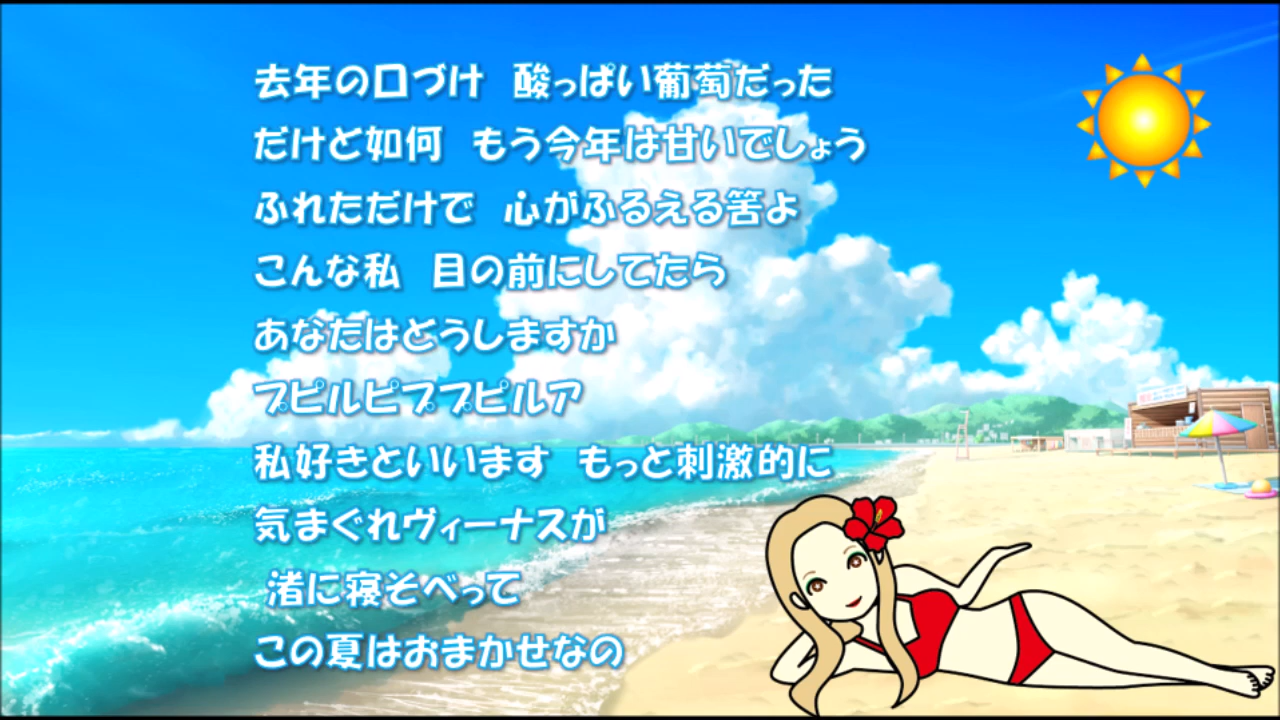 去年の口づけ　酸っぱい葡萄だった
だけど如何　もう今年は甘いでしょう
ふれただけで　心がふるえる筈よ
こんな私　目の前にしてたら
あなたはどうしますか
プピルピププピルア
私好きといいます　もっと刺激的に
気まぐれヴィーナスが
渚に寝そべって
この夏はおまかせなの